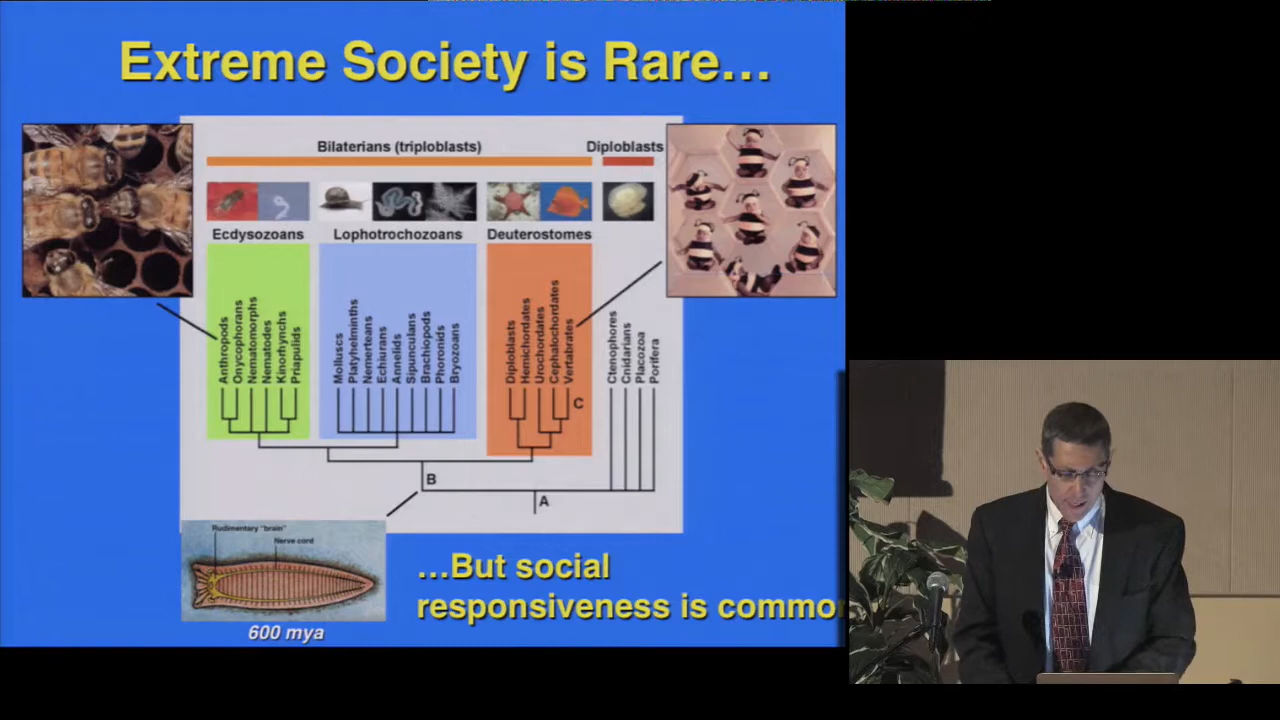 Extreme Society is Rare...
Bilaterians (triploblasts)
Diploblasts
Ecdysozoans
Lophotrochozoans
Deuterostomes
Anthropods
Onycophorans
Nematomorphs
Nematodes
Kinorhynchs
Priapulids
Molluscs
Platyhelminths
Nemerteans
Echiurans
Annelids
Sipunculans
Brachiopods
Phoronids
Bryozoans
Diploblasts
Hemichordates
Urochordates
Cephalochordates
Vertabrates
Ctenophores
Cnidarians
Placozoa
Porifera
C
B
A
Rudimentary "brain"
Nerve cord
600 mya
...But social
responsiveness is commo